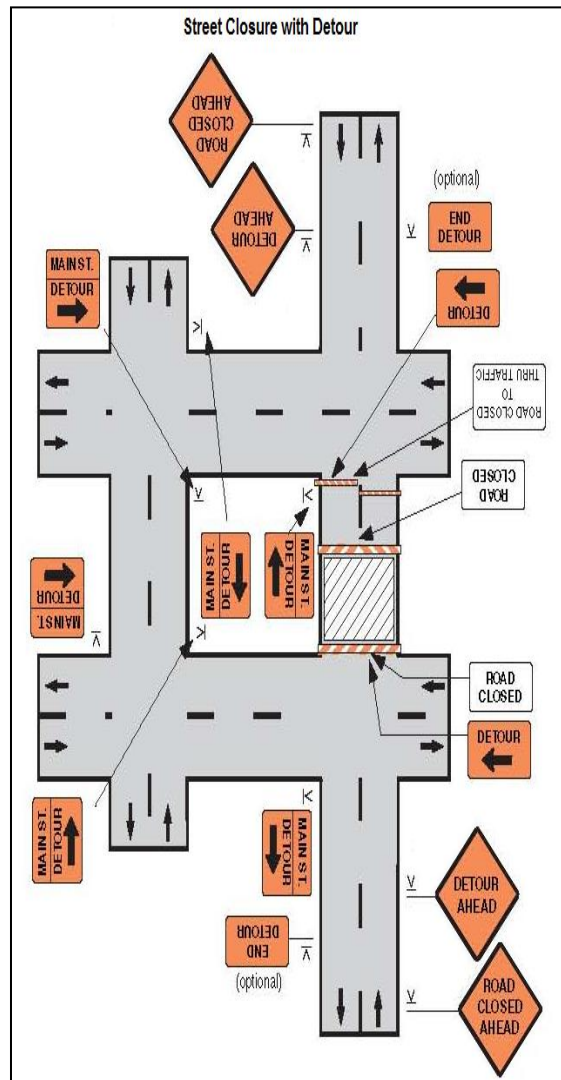 Street Closure with Detour
ROAD
CLOSED
AHEAD
DETOUR
AHEAD
(optional)
END
DETOUR
MAIN ST.
DETOUR
DETOUR
ROAD CLOSED
TO
THRU TRAFFIC
ROAD
CLOSED
MAIN ST.
DETOUR
MAIN ST.
DETOUR
MAIN ST.
DETOUR
ROAD
CLOSED
DETOUR
MAIN ST.
DETOUR
MAIN ST.
DETOUR
DETOUR
AHEAD
END
DETOUR
(optional)
ROAD
CLOSED
AHEAD